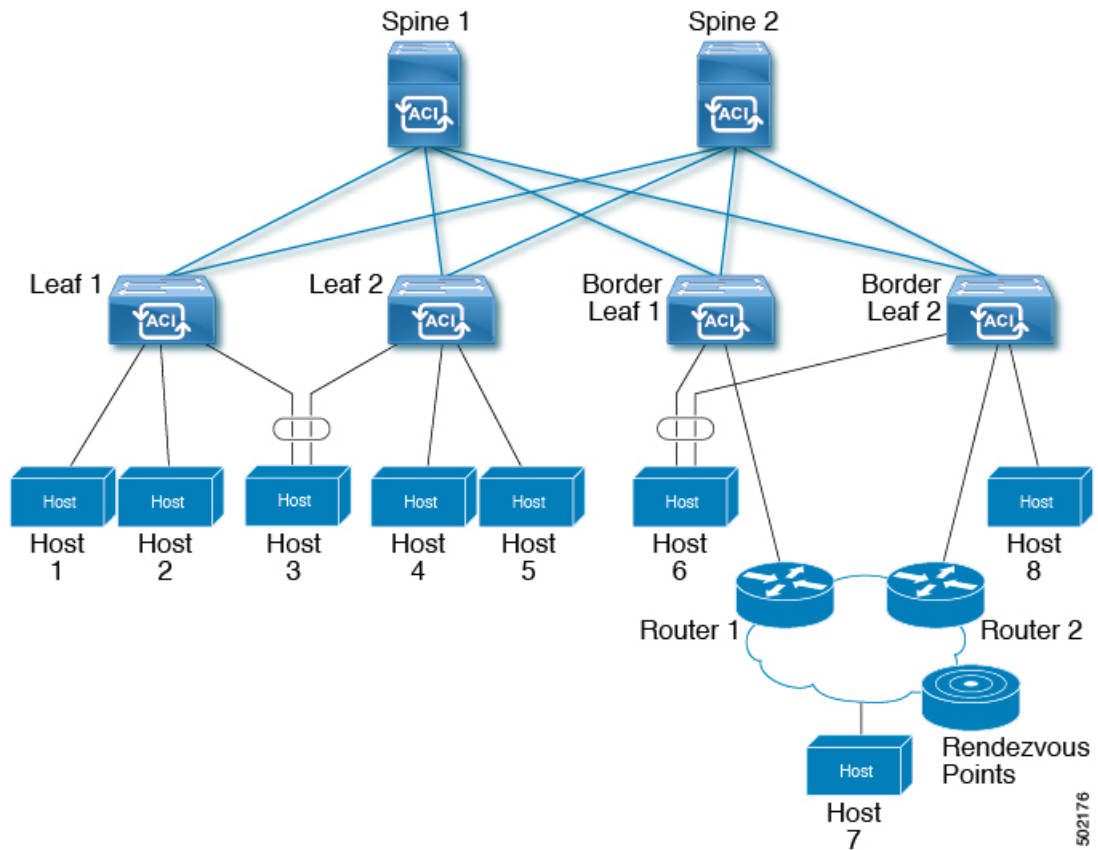 Spine 1
Spine 2
ACI
ACI
Leaf 1
Leaf 2
Border
Leaf 1
Border
Leaf 2
ACI
ACI
ACI
ACI
Host
Host
Host
Host
Host
Host
Host
Host
1
Host
2
Host
3
Host
4
Host
5
Host
6
Host
8
Router 1
Router 2
Rendezvous
Points
Host
Host
7
502176